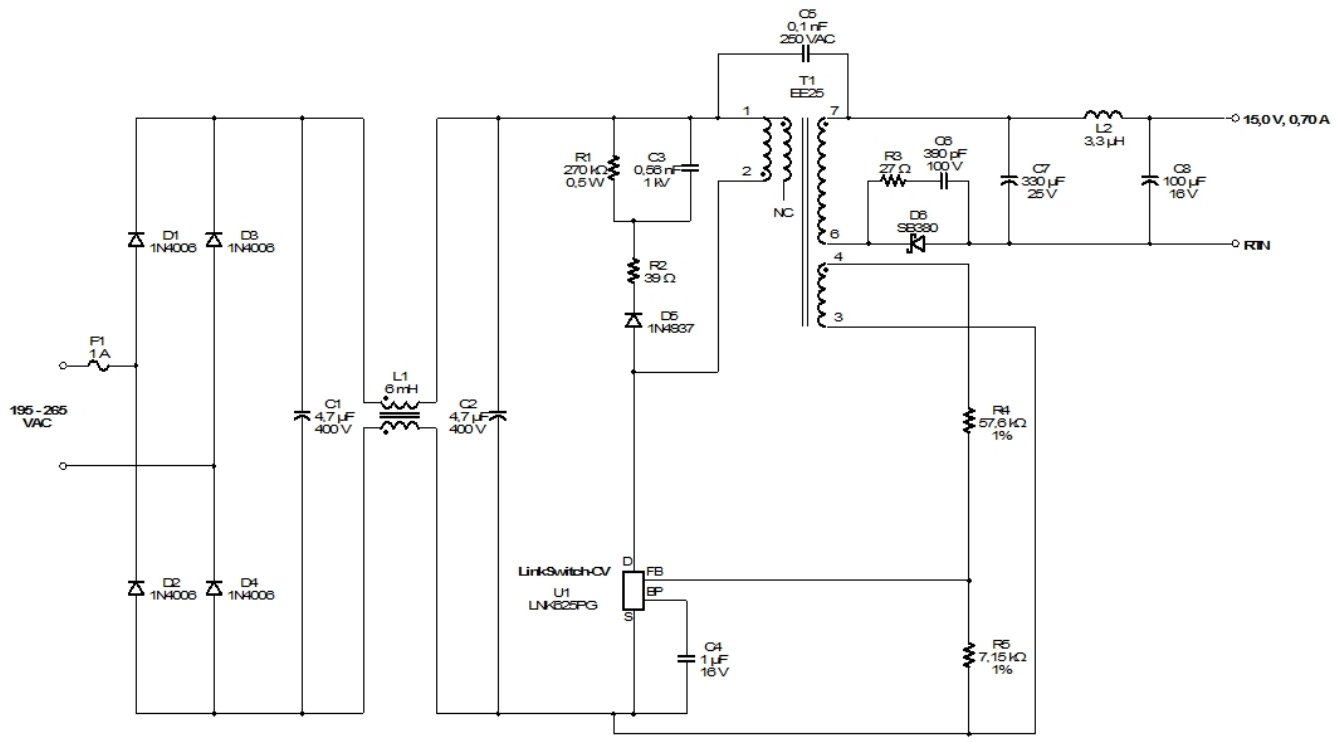 C5
0,1 nF
250 VAC
T1
EE25
1
7
15,0 V, 0,70 A
L2
3,3 µH
R1
270 kΩ
0,5 W
C3
0,56 nF
1 kV
2
R3
27 Ω
C6
390 pF
100 V
C7
330 µF
25 V
C8
100 µF
16 V
NC
D6
SB380
6
RTN
D1
1N4006
D3
1N4006
4
R2
39 Ω
D5
1N4937
3
F1
1 A
L1
6 mH
195 - 265
VAC
C1
4,7 µF
400 V
C2
4,7 µF
400 V
R4
57,6 kΩ
1%
D
LinkSwitch-CV
FB
U1
BP
LNK625PG
S
D2
1N4006
D4
1N4006
C4
1 µF
16 V
R5
7,15 kΩ
1%